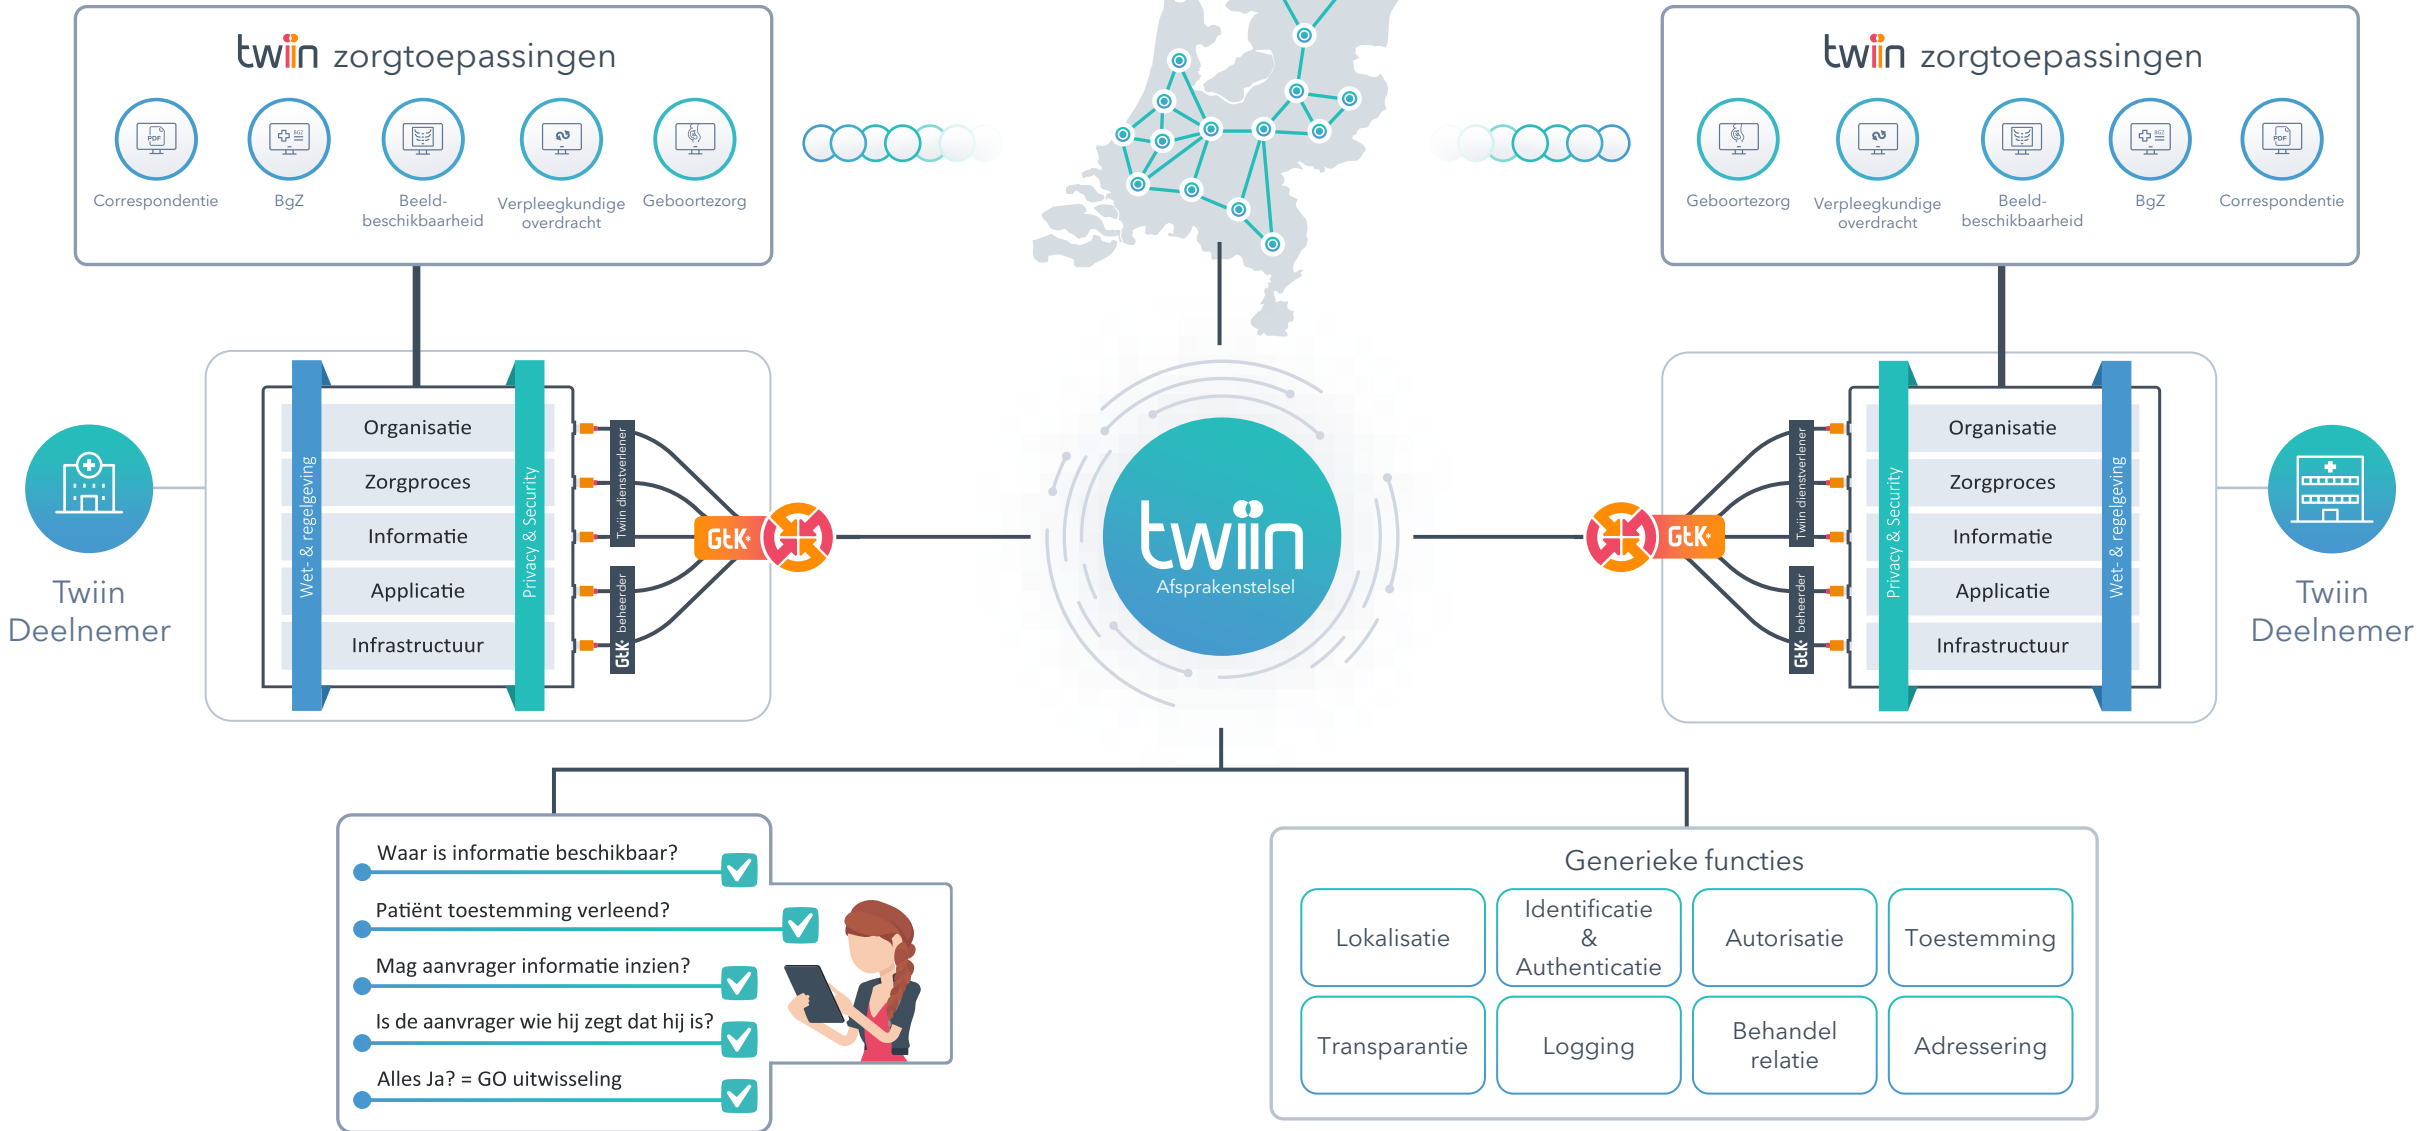 twiin zorgtoepassingen
PDF
BGZ
Correspondentie
BgZ
Beeld-
beschikbaarheid
Verpleegkundige
overdracht
Geboortezorg
twiin zorgtoepassingen
BGZ
PDF
Geboortezorg
Verpleegkundige
overdracht
Beeld-
beschikbaarheid
BgZ
Correspondentie
Twiin
Deelnemer
Wet- & regelgeving
Organisatie
Zorgproces
Informatie
Applicatie
Infrastructuur
Privacy & Security
Twiin dienstverlener
GtK* beheerder
GtK*
twiin
Afsprakenstelsel
GtK*
Twiin dienstverlener
GtK* beheerder
Privacy & Security
Organisatie
Zorgproces
Informatie
Applicatie
Infrastructuur
Wet- & regelgeving
Twiin
Deelnemer
Waar is informatie beschikbaar?
Patiënt toestemming verleend?
Mag aanvrager informatie inzien?
Is de aanvrager wie hij zegt dat hij is?
Alles Ja? = GO uitwisseling
Generieke functies
Lokalisatie
Identificatie
&
Authenticatie
Autorisatie
Toestemming
Transparantie
Logging
Behandel
relatie
Adressering